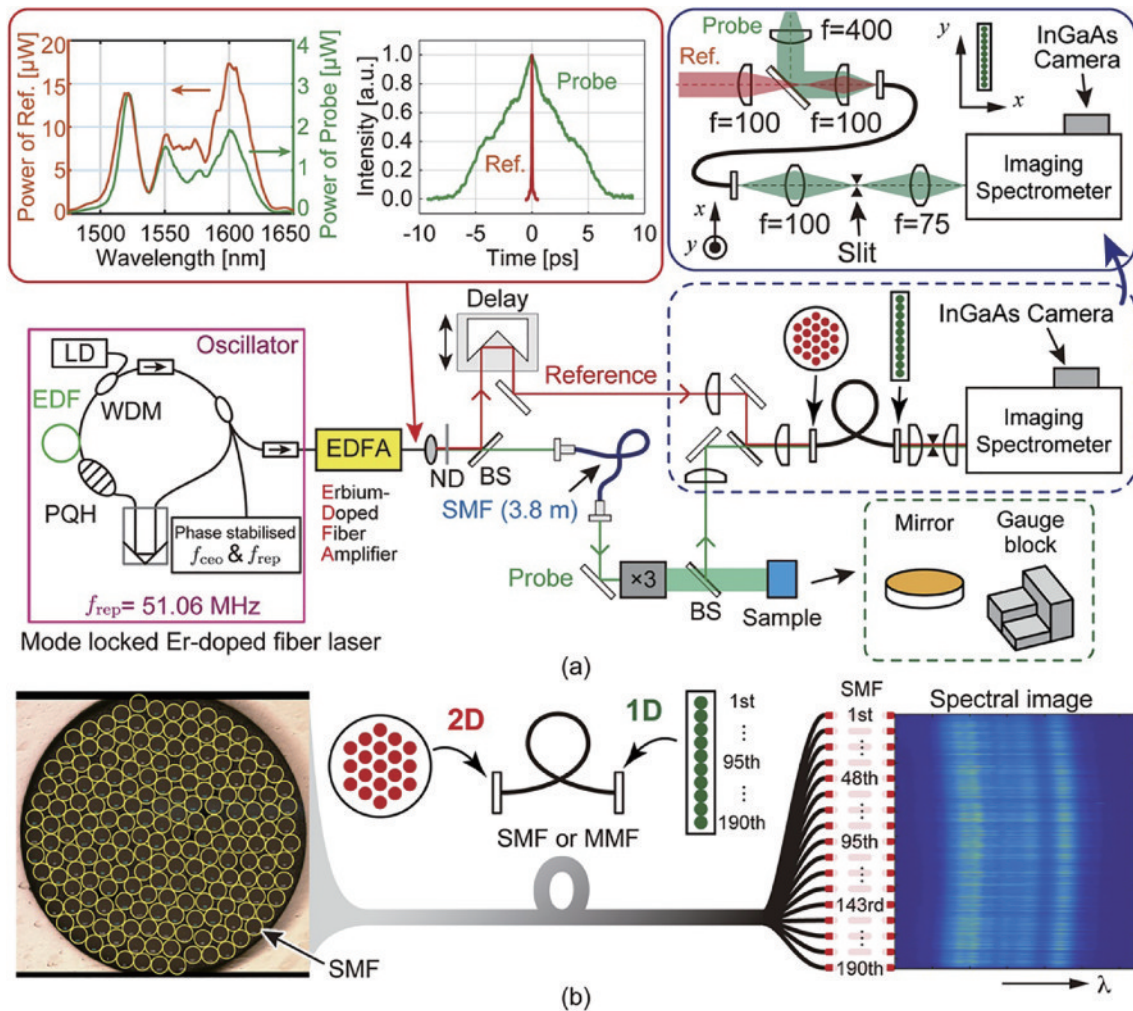 Power of Ref. [μW]
20
15
10
5
0
4
3
2
1
0
Power of Probe [μW]
1500
1550
1600
1650
Wavelength [nm]
Intensity [a.u.]
1.0
0.8
0.6
0.4
0.2
0.0
Probe
Ref.
-10
-5
0
5
10
Time [ps]
Probe
f=400
Ref.
f=100
f=100
y
x
InGaAs
Camera
Imaging
Spectrometer
x
y
f=100
Slit
f=75
Oscillator
LD
WDM
EDF
PQH
Phase stabilised
fceo & frep
frep= 51.06 MHz
Mode locked Er-doped fiber laser
EDFA
Erbium-
Doped
Fiber
Amplifier
ND
BS
Delay
Reference
SMF (3.8 m)
Probe
×3
BS
Sample
InGaAs Camera
Imaging
Spectrometer
Mirror
Gauge
block
(a)
SMF
2D
1D
1st
⋮
95th
⋮
190th
SMF or MMF
SMF
1st
⋮
48th
⋮
95th
⋮
143rd
⋮
190th
Spectral image
λ
(b)